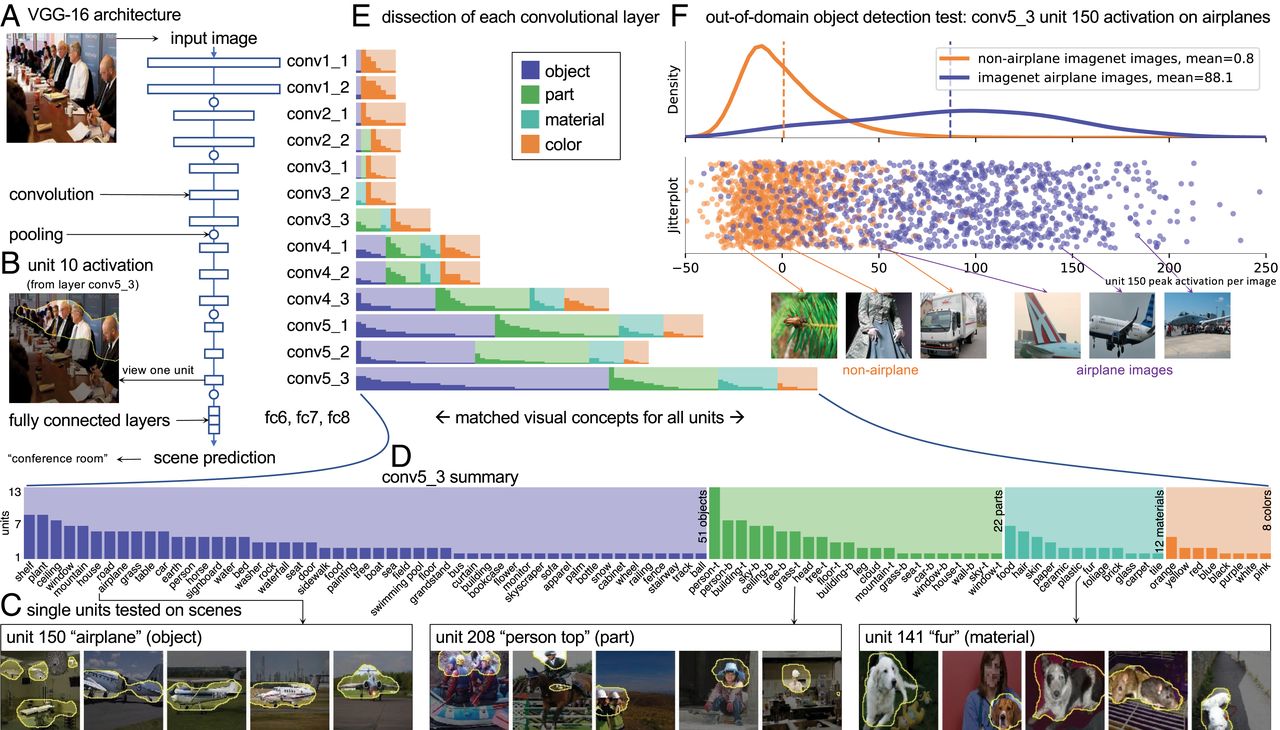 A VGG-16 architecture
input image
convolution
pooling
B unit 10 activation
(from layer conv5_3)
view one unit
fully connected layers
"conference room" scene prediction
E dissection of each convolutional layer
conv1_1
conv1_2
conv2_1
conv2_2
conv3_1
conv3_2
conv3_3
conv4_1
conv4_2
conv4_3
conv5_1
conv5_2
conv5_3
fc6, fc7, fc8
object
part
material
color
← matched visual concepts for all units →
F out-of-domain object detection test: conv5_3 unit 150 activation on airplanes
Density
non-airplane imagenet images, mean=0.8
imagenet airplane images, mean=88.1
Jitterplot
−50 0 50 100 150 200 250
unit 150 peak activation per image
non-airplane
airplane images
D
conv5_3 summary
units
13
7
1
51 objects
22 parts
12 materials
8 colors
shelf
plant
ceiling
window
mountain
house
road
airplane
grass
table
car
earth
person
horse
signboard
water
bed
washer
rock
waterfall
seat
door
sidewalk
food
painting
tree
boat
sea
field
swimming pool
floor
grandstand
bus
curtain
building
bookcase
flower
monitor
skyscraper
sofa
apparel
palm
bottle
snow
cabinet
wheel
railing
fence
stairway
track
ball
person-t
person-b
building-t
sky-b
ceiling-b
tree-b
grass-t
head
tree-t
floor-t
building-b
leg
cloud
mountain-t
grass-b
sea-t
car-b
window-b
house-b
wall-b
sky-t
window-t
food
hair
skin
paper
ceramic
plastic
fur
foliage
brick
glass
carpet
tile
orange
yellow
red
blue
black
purple
white
pink
C single units tested on scenes
unit 150 "airplane" (object)
unit 208 "person top" (part)
unit 141 "fur" (material)